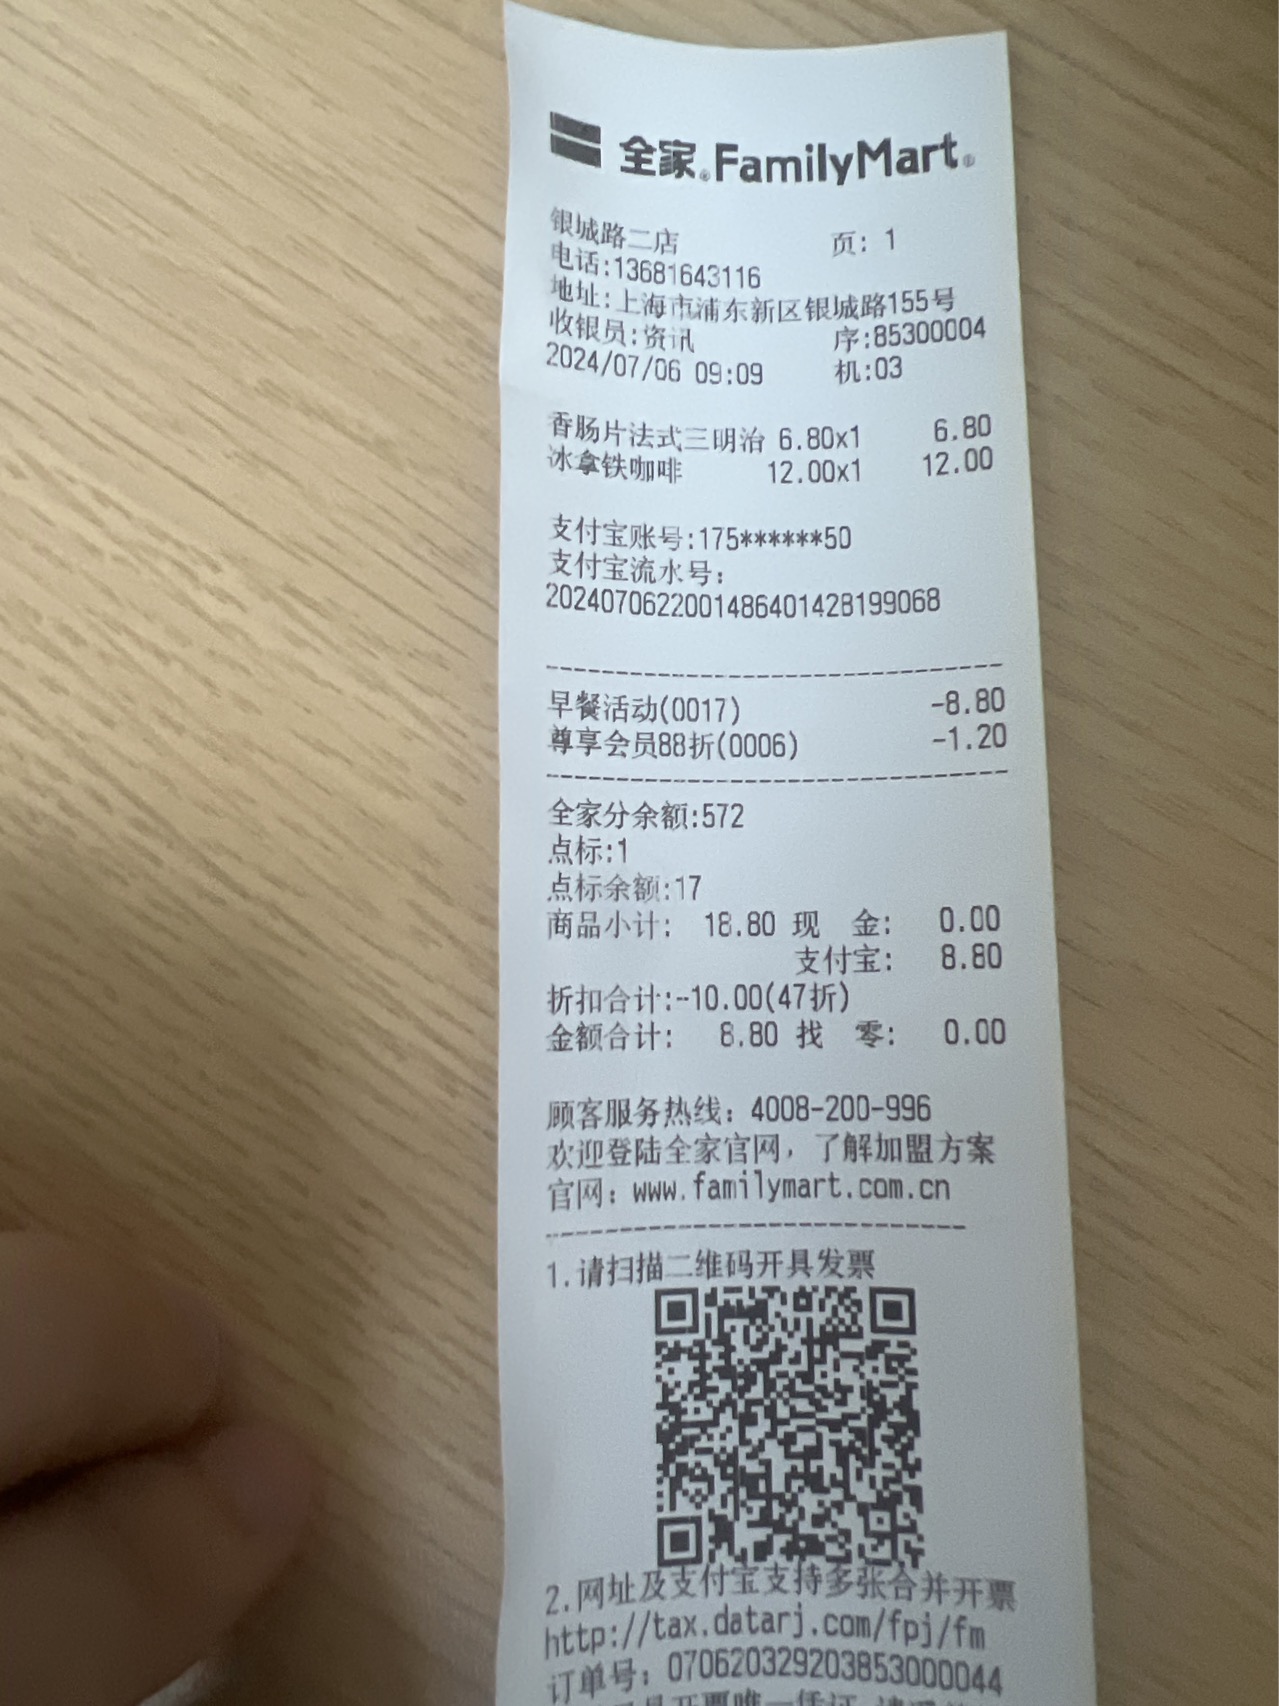 全家®FamilyMart®
银城路二店 页: 1
电话:13681643116
地址:上海市浦东新区银城路155号
收银员:资讯 序:85300004
2024/07/06 09:09 机:03
香肠片法式三明治 6.80x1 6.80
冰拿铁咖啡 12.00x1 12.00
支付宝账号:175******50
支付宝流水号:
2024070622001486401428199068
早餐活动(0017) -8.80
尊享会员88折(0006) -1.20
全家分余额:572
点标:1
点标余额:17
商品小计: 18.80 现 金: 0.00
支付宝: 8.80
折扣合计:-10.00(47折)
金额合计: 8.80 找 零: 0.00
顾客服务热线: 4008-200-996
欢迎登陆全家官网, 了解加盟方案
官网: www.familymart.com.cn
1.请扫描二维码开具发票
2.网址及支付宝支持多张合并开票
http://tax.datarj.com/fpj/fm
订单号: 070620329203853000044